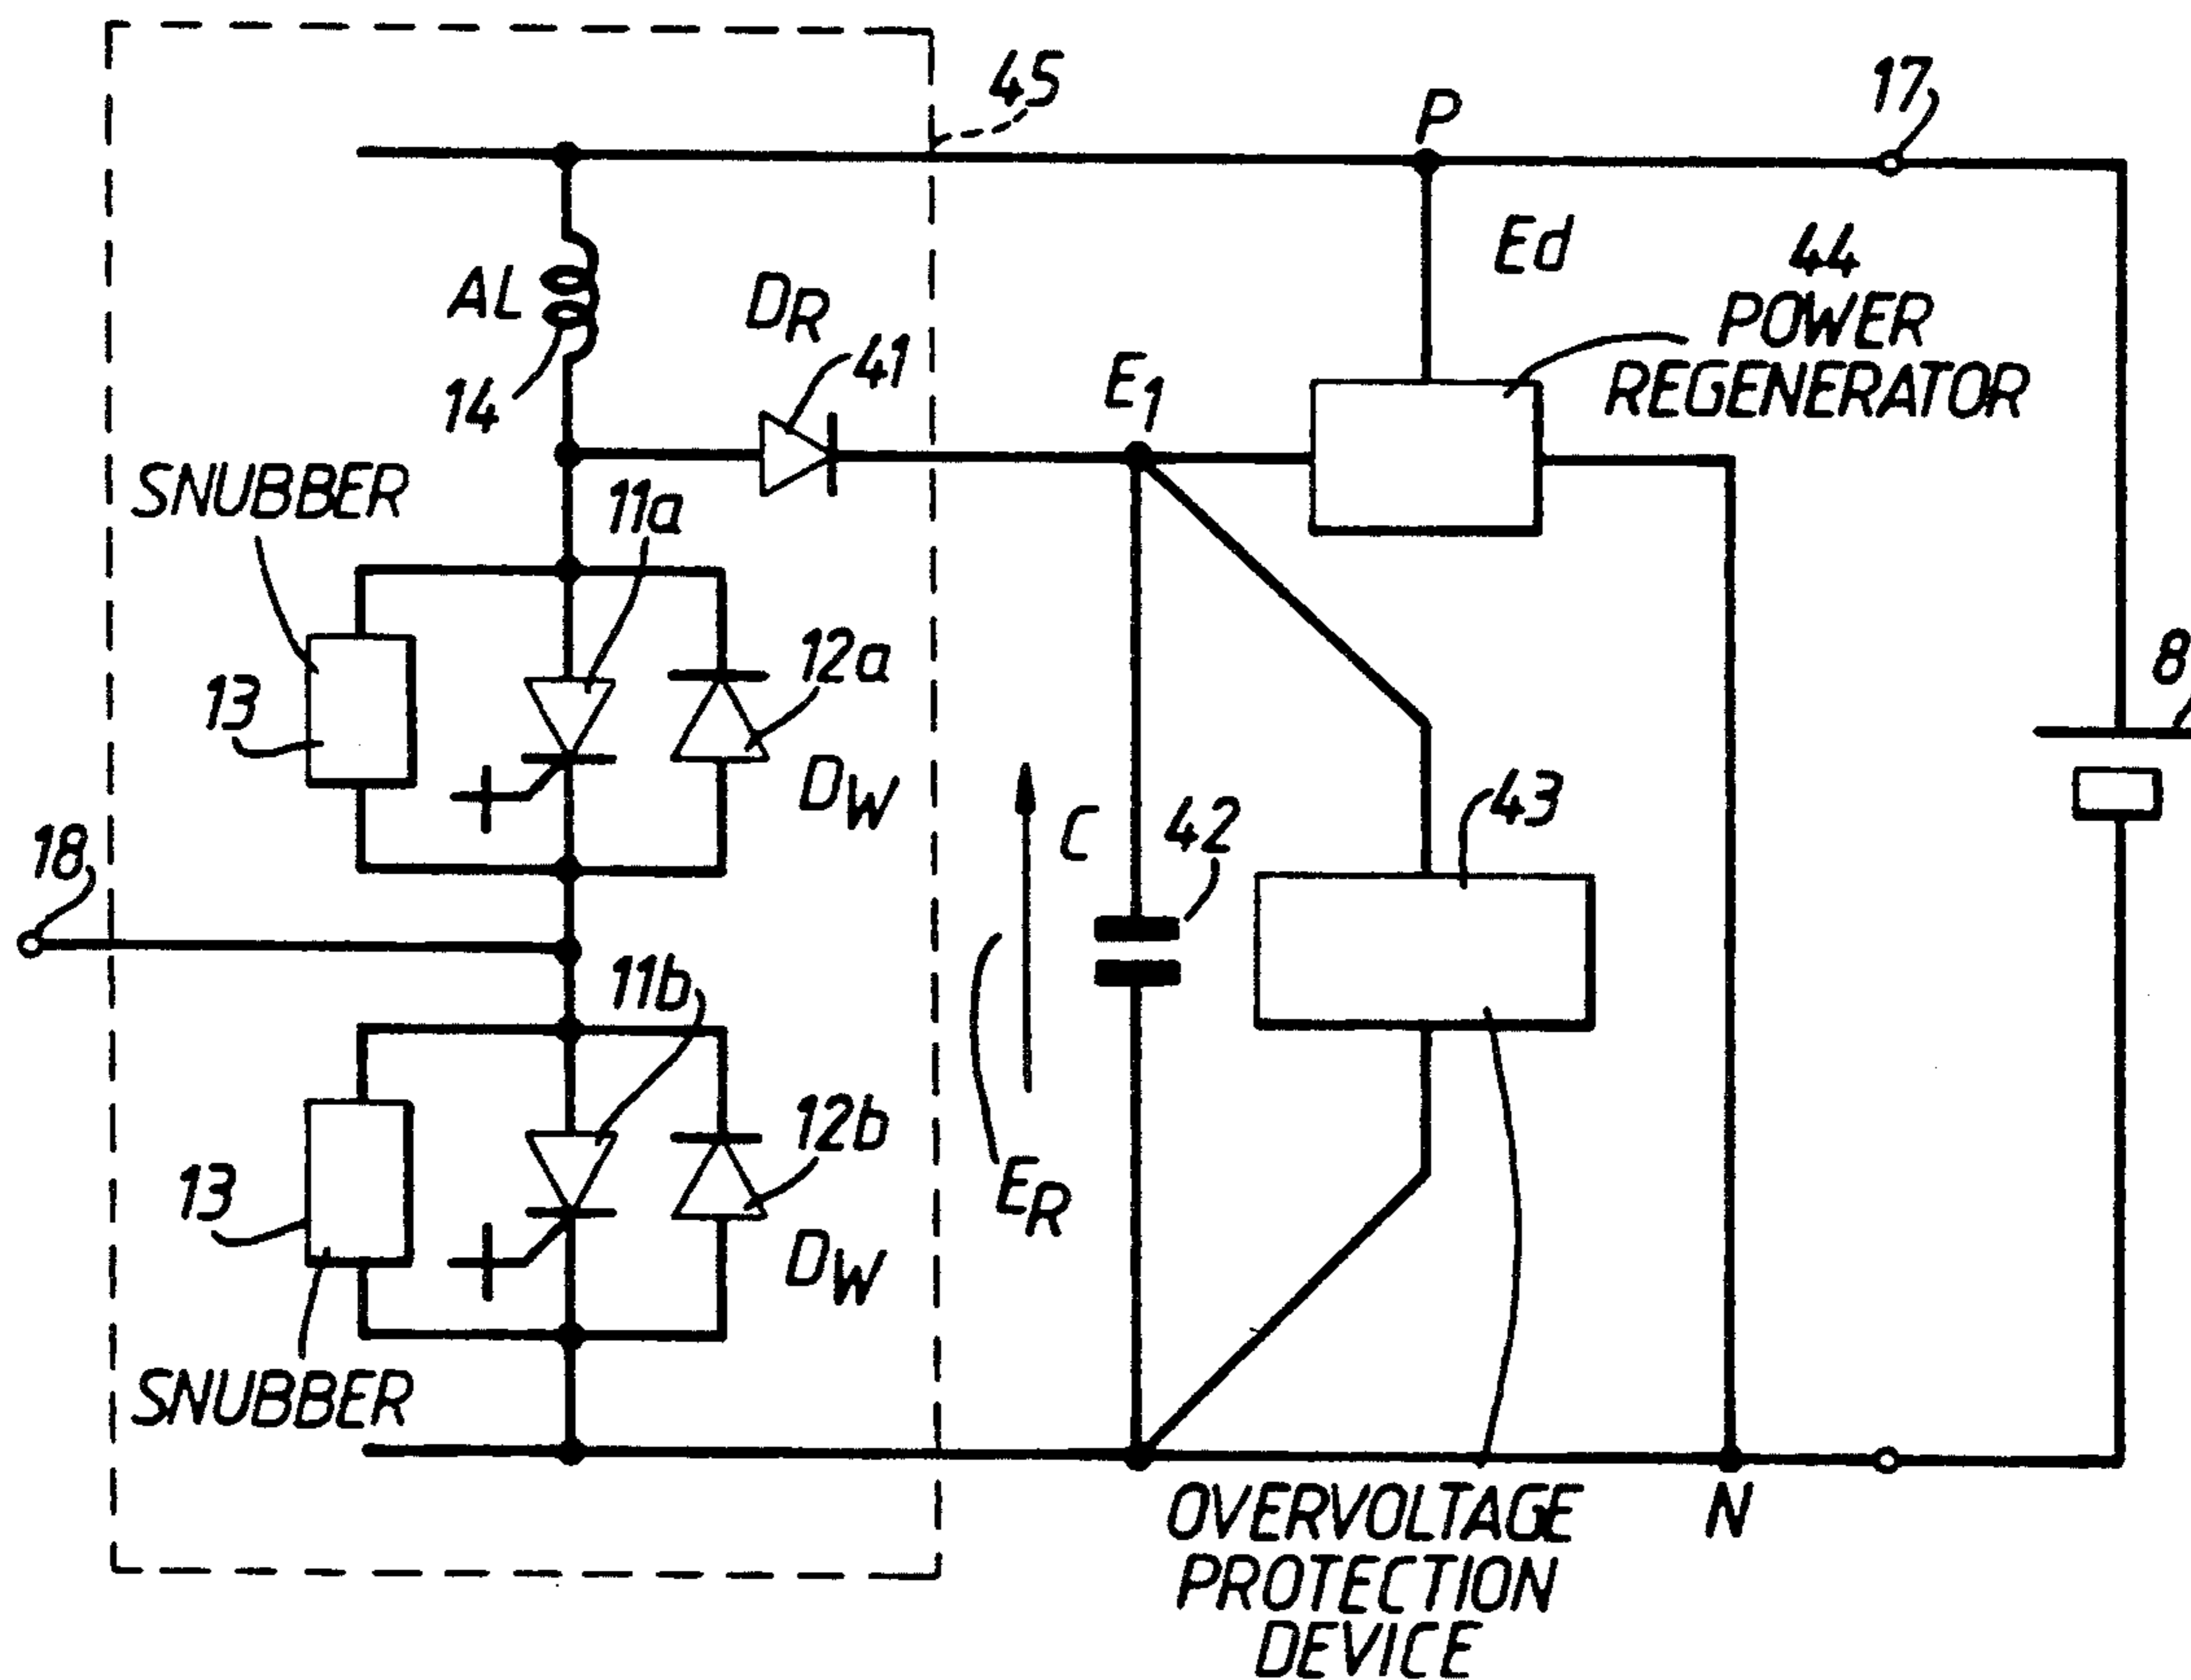 45
P
17
Ed
44
POWER
REGENERATOR
AL
DR
41
14
E1
SNUBBER
11a
12a
13
DW
8
43
C
42
18
11b
12b
13
ER
DW
SNUBBER
OVERVOLTAGE
PROTECTION
DEVICE
N